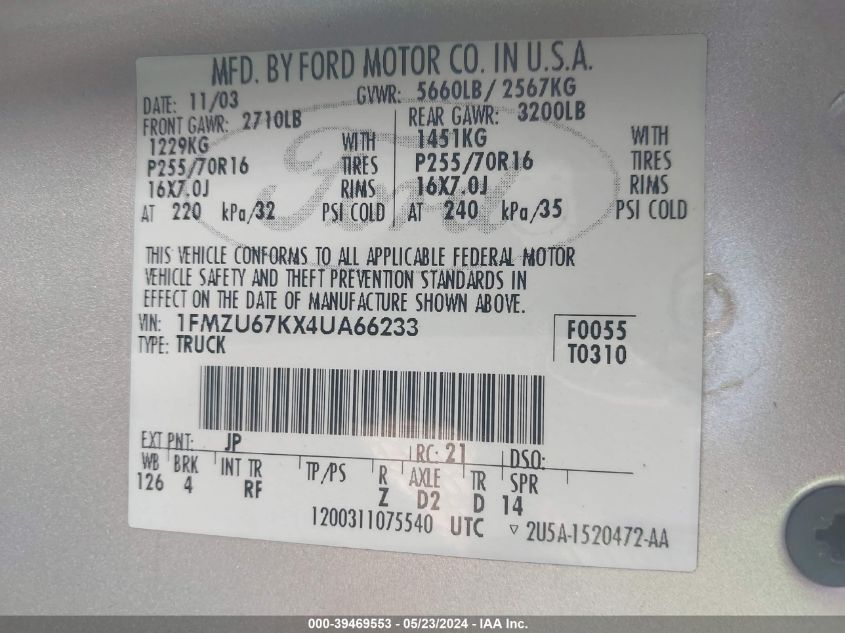 MFD. BY FORD MOTOR CO. IN U.S.A.
DATE: 11/03 GVWR: 5660LB/ 2567KG
FRONT GAWR: 2710LB REAR GAWR: 3200LB
1229KG WITH 1451KG WITH
P255/70R16 TIRES P255/70R16 TIRES
16X7.0J RIMS 16X7.0J RIMS
AT 220 kPa/32 PSI COLD AT 240 kPa/35 PSI COLD
Ford
THIS VEHICLE CONFORMS TO ALL APPLICABLE FEDERAL MOTOR
VEHICLE SAFETY AND THEFT PREVENTION STANDARDS IN
EFFECT ON THE DATE OF MANUFACTURE SHOWN ABOVE.
VIN: 1FMZU67KX4UA66233 F0055
TYPE: TRUCK T0310
EXT PNT: JP RC: 21 DSO:
WB BRK INT TR TP/PS R AXLE TR SPR
126 4 RF Z D2 D 14
1200311075540 UTC ▽ 2U5A-1520472-AA
000-39469553 - 05/23/2024 - IAA Inc.